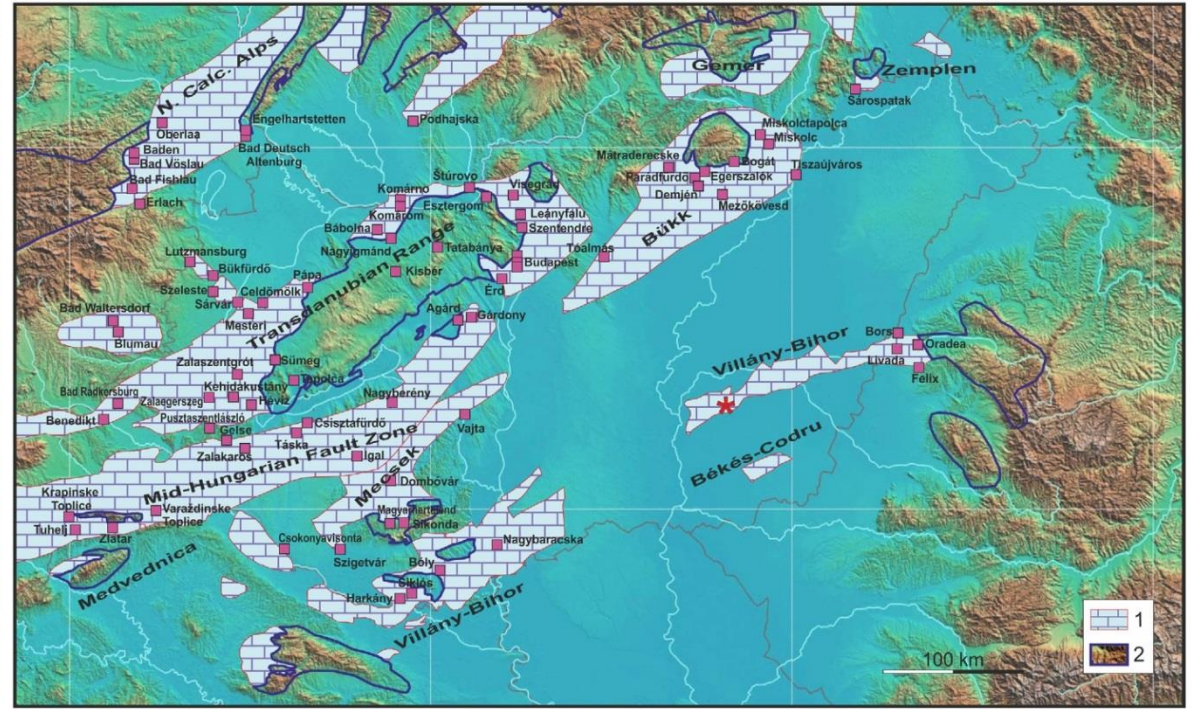 N. Calc. Alps
Gemer
Zemplen
Sárospatak
Oberlaa
Engelhartstetten
Podhajská
Baden
Bad Vöslau
Bad Deutsch
Altenburg
Bad Fishlau
Erlach
Miskolctapolca
Miskolc
Mátraderecske
Bogát
Tiszaújváros
Parádfürdő
Egerszalók
Demjén
Mezőkövesd
Bükk
Štúrovo
Visegrád
Komárno
Esztergom
Komárom
Leányfalu
Bábolna
Szentendre
Nagyigmánd
Tatabánya
Tóalmás
Lutzmansburg
Bükfürdő
Kisbér
Budapest
Szeleste
Pápa
Celdömölk
Érd
Sárvár
Mesteri
Transdanubian Range
Agárd
Gárdony
Bad Waltersdorf
Blumau
Bors
Oradea
Livada
Felix
Villány-Bihor
Zalaszentgrót
Sümeg
Kehidakustány
Tapolca
Bad Radkersburg
Zalaegerszeg
Hévíz
Nagyberény
Benedikt
Pusztaszentlászló
Csisztafürdő
Gelse
Táska
Vajta
Zalakaros
Igal
Mid-Hungarian Fault Zone
Békés-Codru
Mecsek
Dombóvár
Krapinske
Toplice
Varaždinske
Toplice
Tuhelj
Zlatar
Sikonda
Csokonyavisonta
Szigetvár
Nagybaracska
Medvednica
Bóly
Siklós
Harkány
Villány-Bihor
1
2
100 km